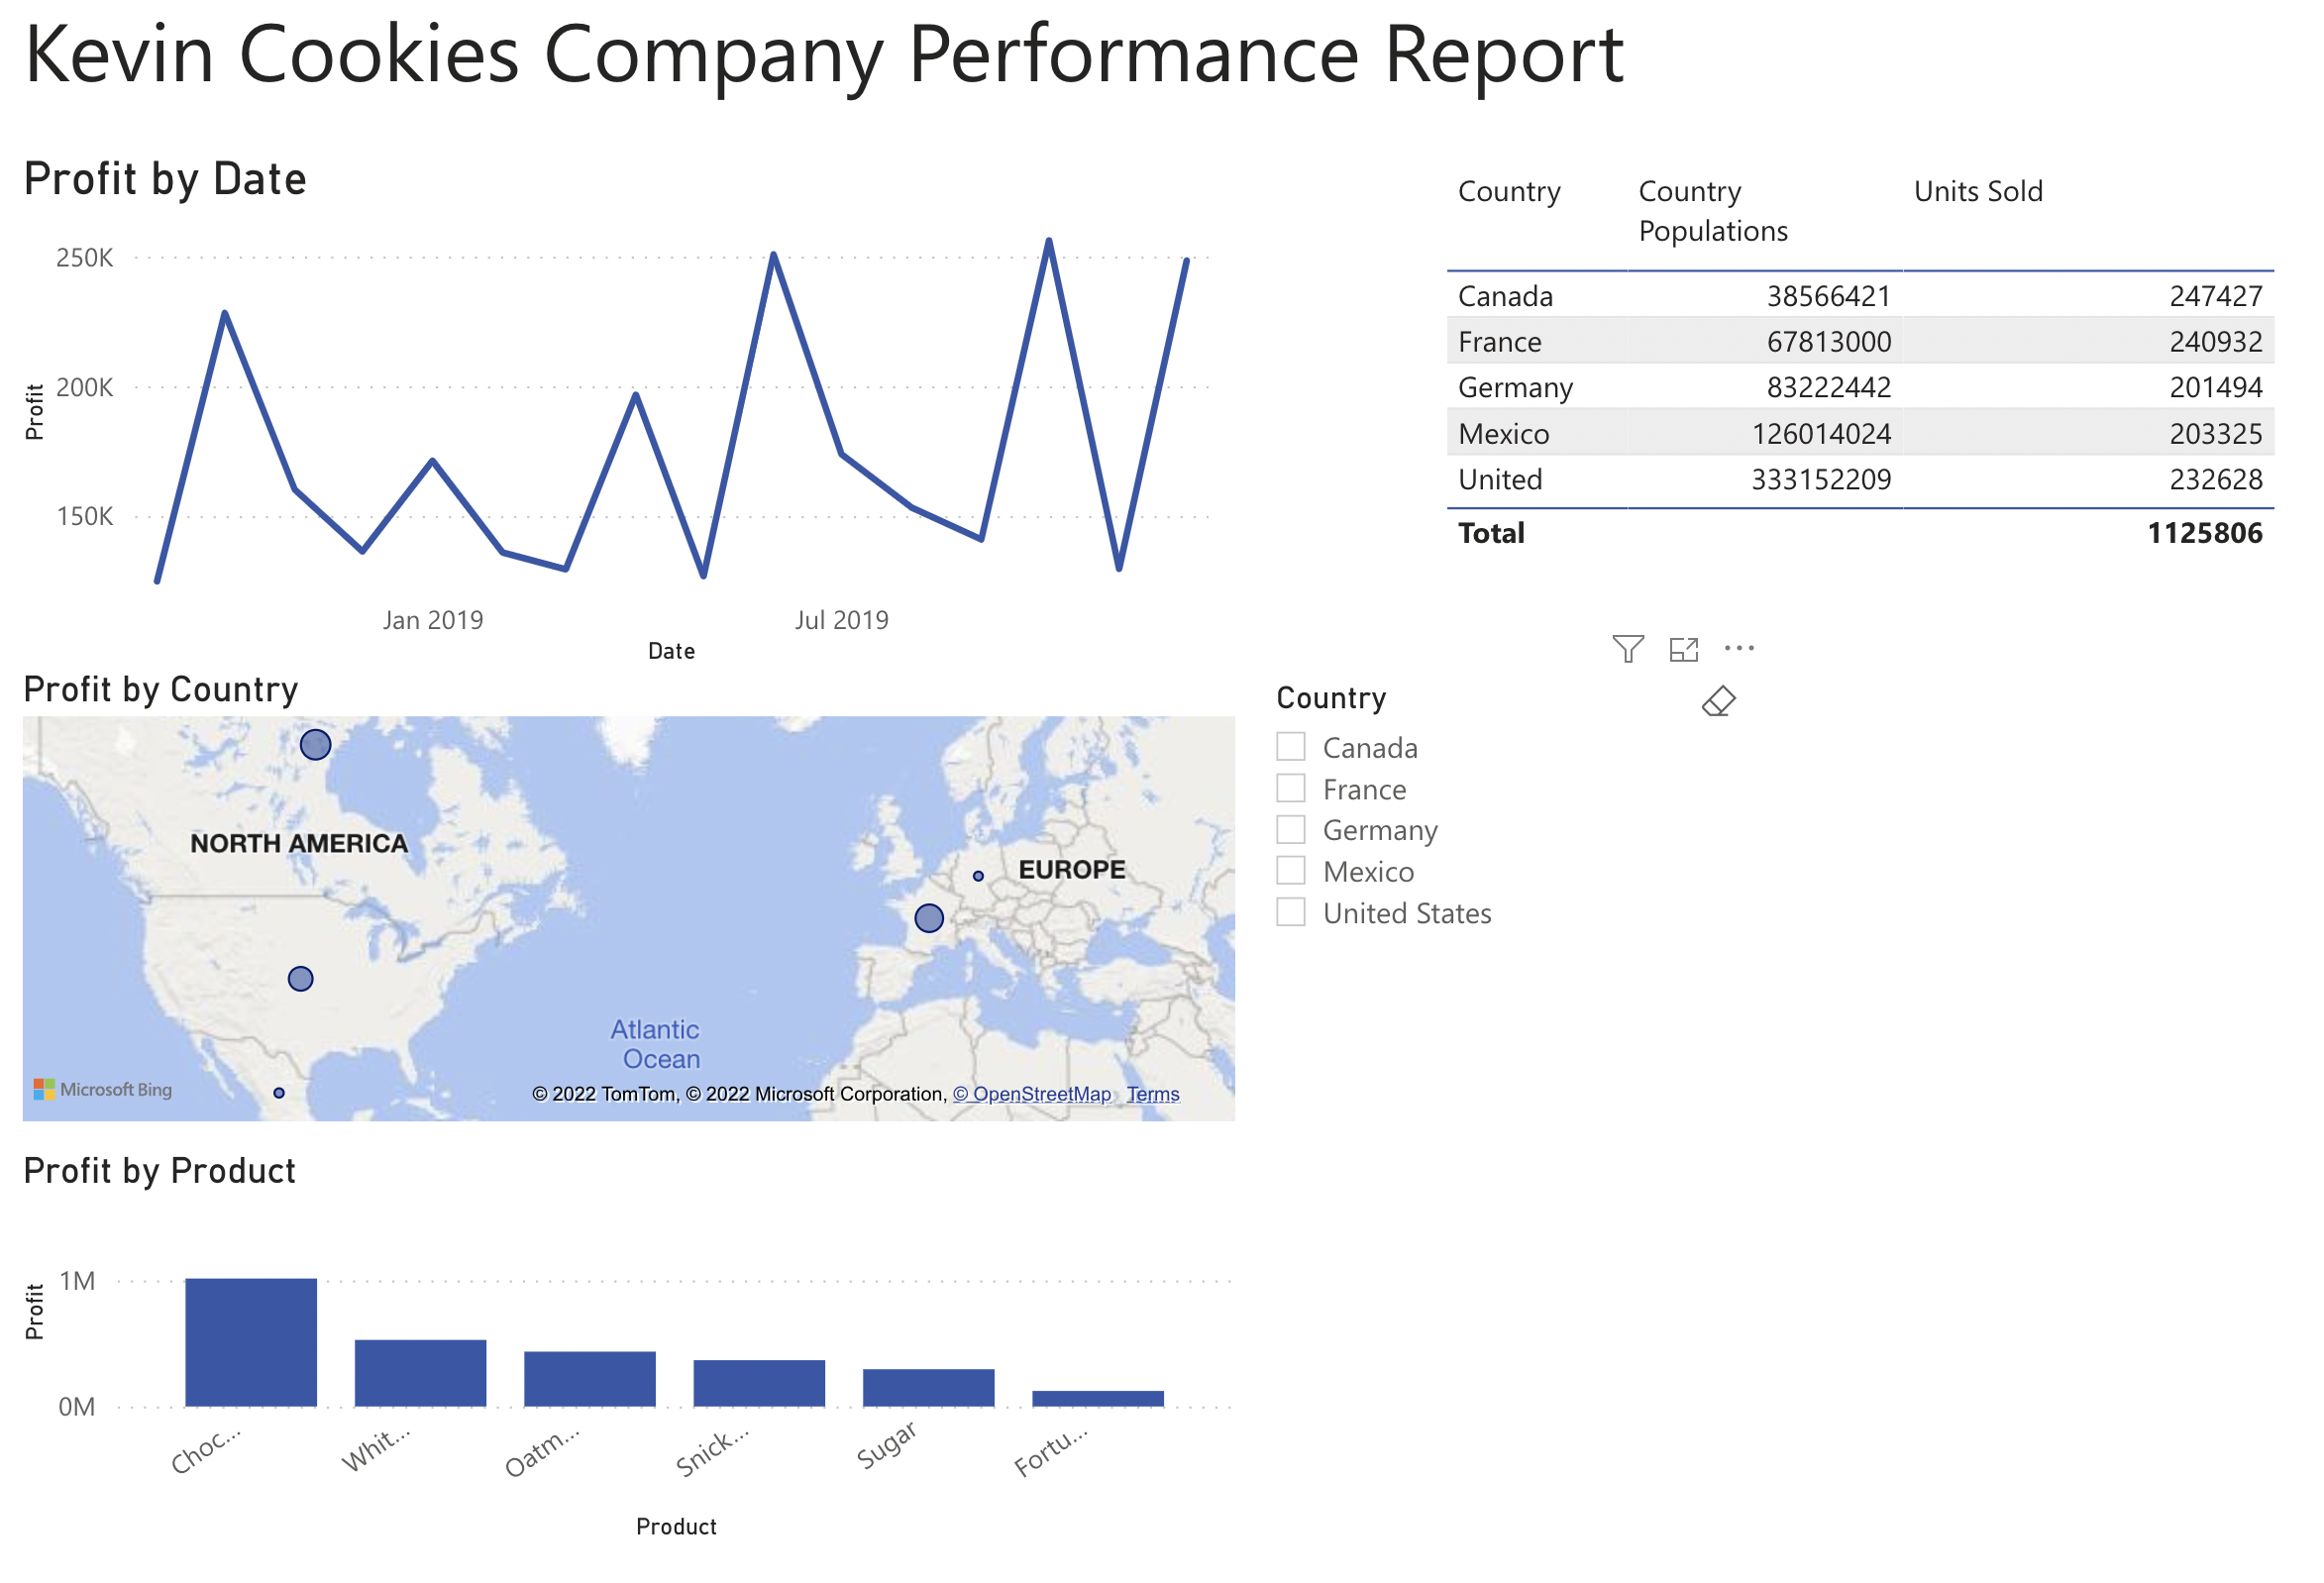 Kevin Cookies Company Performance Report
Profit by Date
250K
200K
150K
Profit
Jan 2019
Jul 2019
Date
Country Country Populations Units Sold
Canada 38566421 247427
France 67813000 240932
Germany 83222442 201494
Mexico 126014024 203325
United 333152209 232628
Total 1125806
Profit by Country
NORTH AMERICA
EUROPE
Atlantic
Ocean
Microsoft Bing
© 2022 TomTom, © 2022 Microsoft Corporation, © OpenStreetMap Terms
Country
Canada
France
Germany
Mexico
United States
Profit by Product
1M
0M
Profit
Choc...
Whit...
Oatm...
Snick...
Sugar
Fortu...
Product